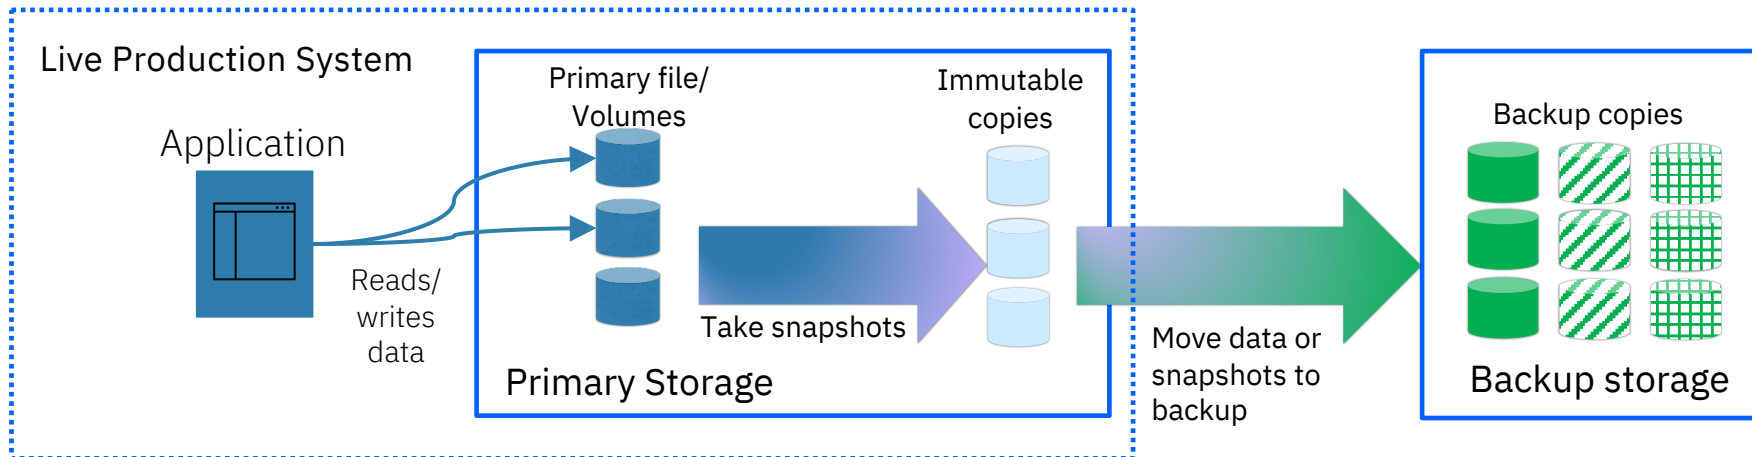 Live Production System
Application
Reads/
writes
data
Primary file/
Volumes
Take snapshots
Immutable
copies
Primary Storage
Move data or
snapshots to
backup
Backup copies
Backup storage